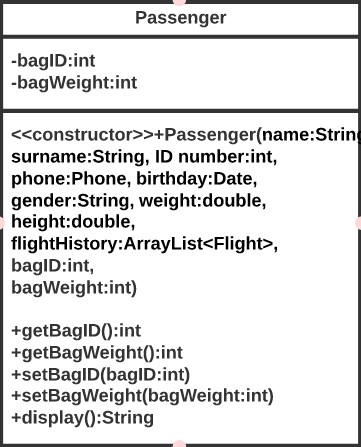 Passenger
-bagID:int
-bagWeight:int
<<constructor>>+Passenger(name:String
surname:String, ID number:int,
phone:Phone, birthday:Date,
gender:String, weight:double,
height:double,
flightHistory:ArrayList<Flight>,
bagID:int,
bagWeight:int)
+getBagID():int
+getBagWeight():int
+setBagID(bagID:int)
+setBagWeight(bagWeight:int)
+display():String